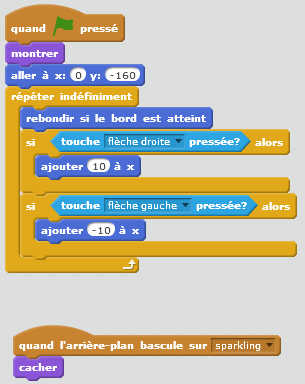 quand pressé
montrer
aller à x: 0 y: -160
répéter indéfiniment
rebondir si le bord est atteint
si touche flèche droite pressée? alors
ajouter 10 à x
si touche flèche gauche pressée? alors
ajouter -10 à x
quand l'arrière-plan bascule sur sparkling
cacher